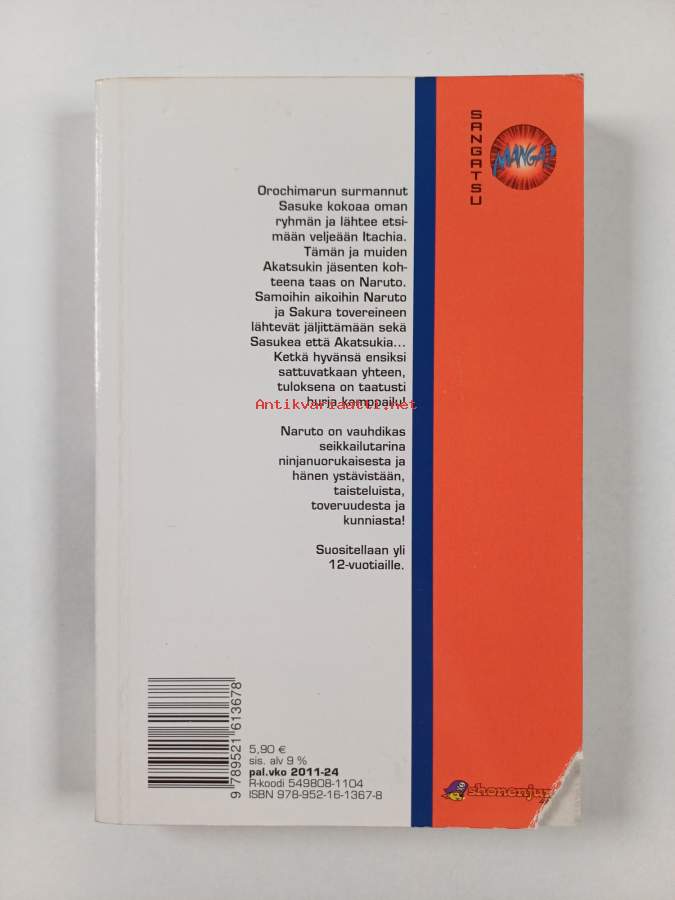 SANGATSU
MANGA!
Orochimarun surmannut
Sasuke kokoaa oman
ryhmän ja lähtee etsi-
mään veljeään Itachia.
Tämän ja muiden
Akatsukin jäsenten koh-
teena taas on Naruto.
Samoihin aikoihin Naruto
ja Sakura tovereineen
lähtevät jäljittämään sekä
Sasukea että Akatsukia...
Ketkä hyvänsä ensiksi
sattuvatkaan yhteen,
tuloksena on taatusti
hurja kamppailu!
Antikvariaatti.net
Naruto on vauhdikas
seikkailutarina
ninjanuorukaisesta ja
hänen ystävistään,
taisteluista,
toveruudesta ja
kunniasta!
Suositellaan yli
12-vuotiaille.
9 789521 613678
5,90 €
sis. alv 9 %
pal.vko 2011-24
R-koodi 549808-1104
ISBN 978-952-16-1367-8